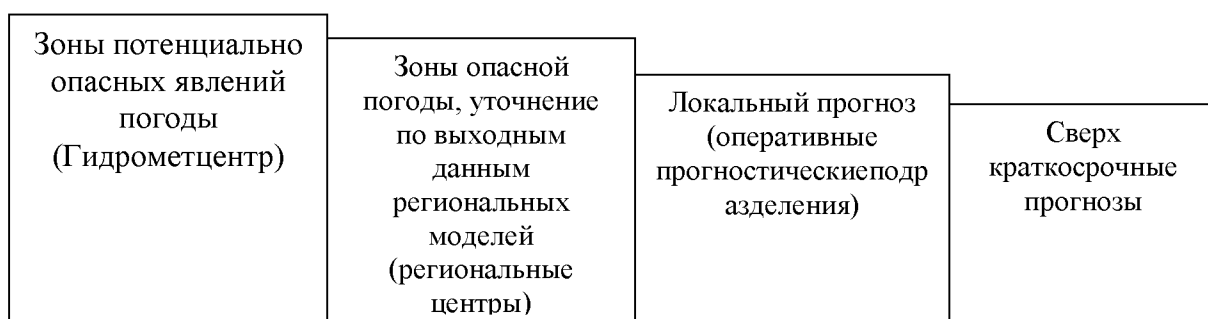 Зоны потенциально
опасных явлений
погоды
(Гидрометцентр)
Зоны опасной
погоды, уточнение
по выходным
данным
региональных
моделей
(региональные
центры)
Локальный прогноз
(оперативные
прогностическиеподр
азделения)
Сверх
краткосрочные
прогнозы